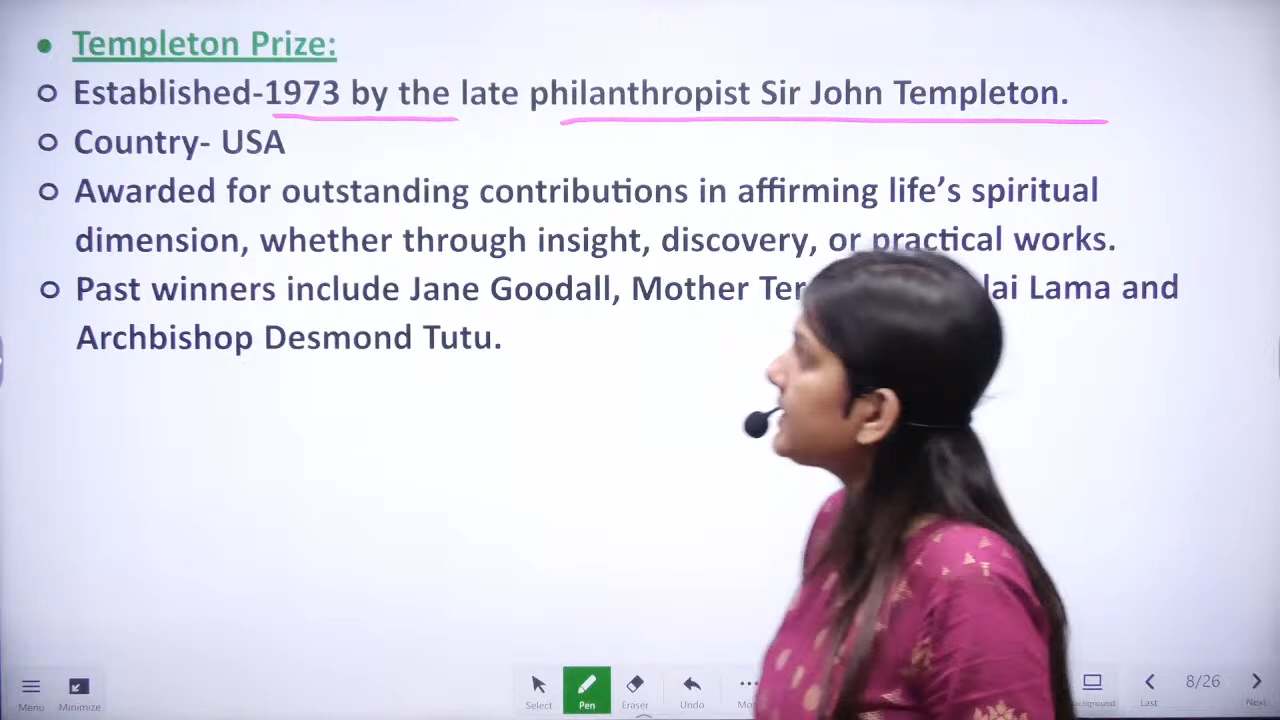 Templeton Prize:
Established-1973 by the late philanthropist Sir John Templeton.
Country- USA
Awarded for outstanding contributions in affirming life's spiritual
dimension, whether through insight, discovery, or practical works.
Past winners include Jane Goodall, Mother Lama and
Archbishop Desmond Tutu.
Menu Minimize Select Pen Eraser Undo Last 8/26 Next